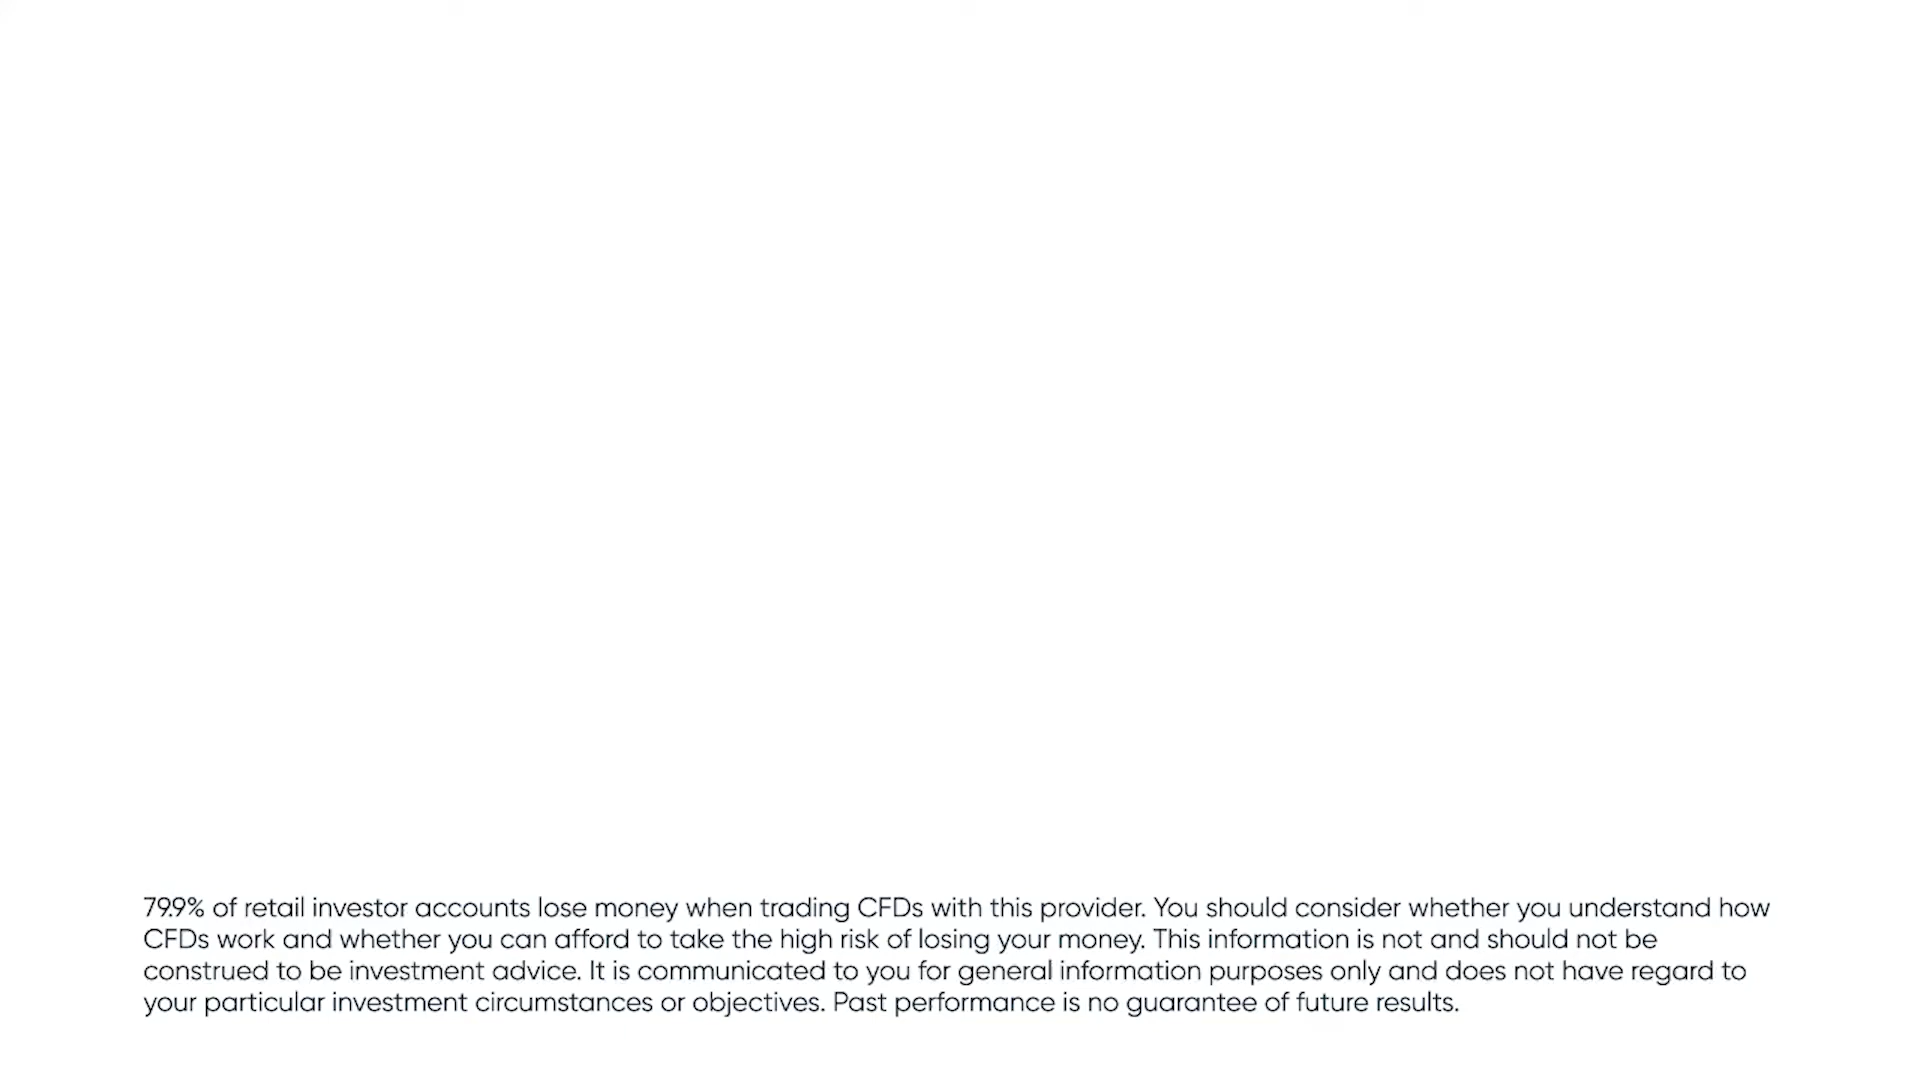 79.9% of retail investor accounts lose money when trading CFDs with this provider. You should consider whether you understand how
CFDs work and whether you can afford to take the high risk of losing your money. This information is not and should not be
construed to be investment advice. It is communicated to you for general information purposes only and does not have regard to
your particular investment circumstances or objectives. Past performance is no guarantee of future results.